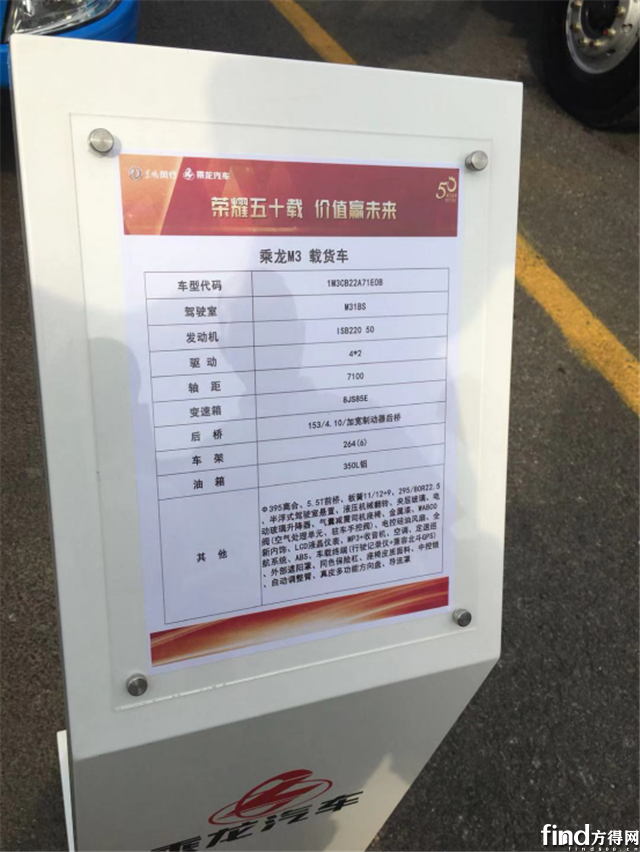 东风柳汽 乘龙汽车
50
荣耀五十载 价值赢未来
乘龙M3 载货车
车型代码 1M3CB22A71E0B
驾驶室 M31BS
发动机 ISB220 50
驱 动 4*2
轴 距 7100
变速箱 8JS85E
后 桥 153/4.10/加宽制动器后桥
车 架 264(6)
油 箱 350L铝
其 他
Φ395离合、5.5T前桥、板簧11/12+9、295/80R22.5
、半浮式驾驶室悬置、液压机械翻转、夹层玻璃、电
动玻璃升降器、气囊减震司机座椅、金属漆、WABCO
阀(空气处理单元、驻车手控阀)、电控硅油风扇、全
新内饰、LCD液晶仪表、MP3+收音机、空调、定速巡
航系统、ABS、车载终端(行驶记录仪+兼容北斗GPS)
、外部遮阳罩、同色保险杠、座椅皮质面料、中控锁
、自动调整臂、真皮多功能方向盘、导流罩
乘龙汽车
find方得网